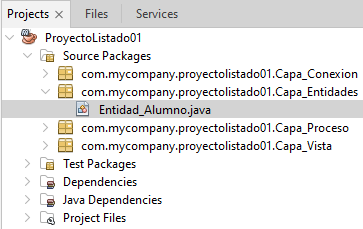 Projects × Files Services
ProyectoListado01
Source Packages
com.mycompany.proyectolistado01.Capa_Conexion
com.mycompany.proyectolistado01.Capa_Entidades
Entidad_Alumno.java
com.mycompany.proyectolistado01.Capa_Proceso
com.mycompany.proyectolistado01.Capa_Vista
Test Packages
Dependencies
Java Dependencies
Project Files